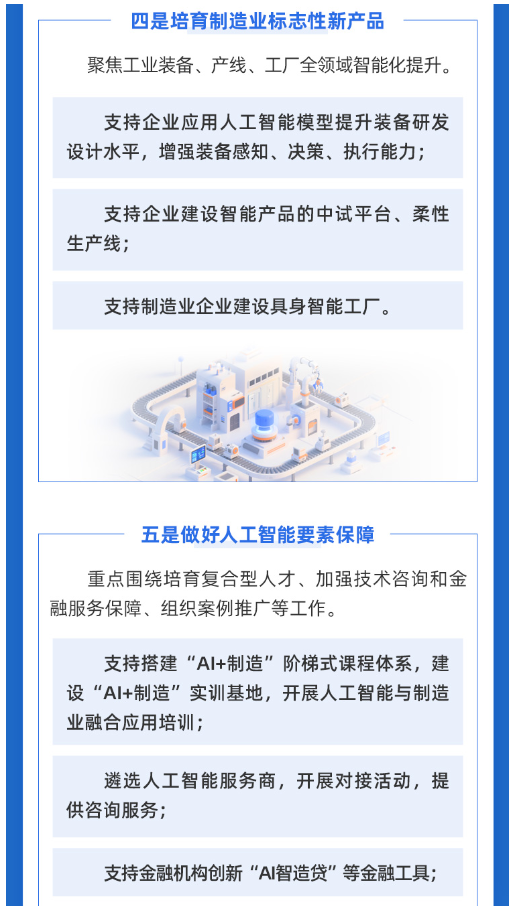 四是培育制造业标志性新产品
聚焦工业装备、产线、工厂全领域智能化提升。
支持企业应用人工智能模型提升装备研发
设计水平，增强装备感知、决策、执行能力；
支持企业建设智能产品的中试平台、柔性
生产线；
支持制造业企业建设具身智能工厂。
五是做好人工智能要素保障
重点围绕培育复合型人才、加强技术咨询和金
融服务保障、组织案例推广等工作。
支持搭建“AI+制造”阶梯式课程体系，建
设“AI+制造”实训基地，开展人工智能与制造
业融合应用培训；
遴选人工智能服务商，开展对接活动，提
供咨询服务；
支持金融机构创新“AI智造贷”等金融工具；